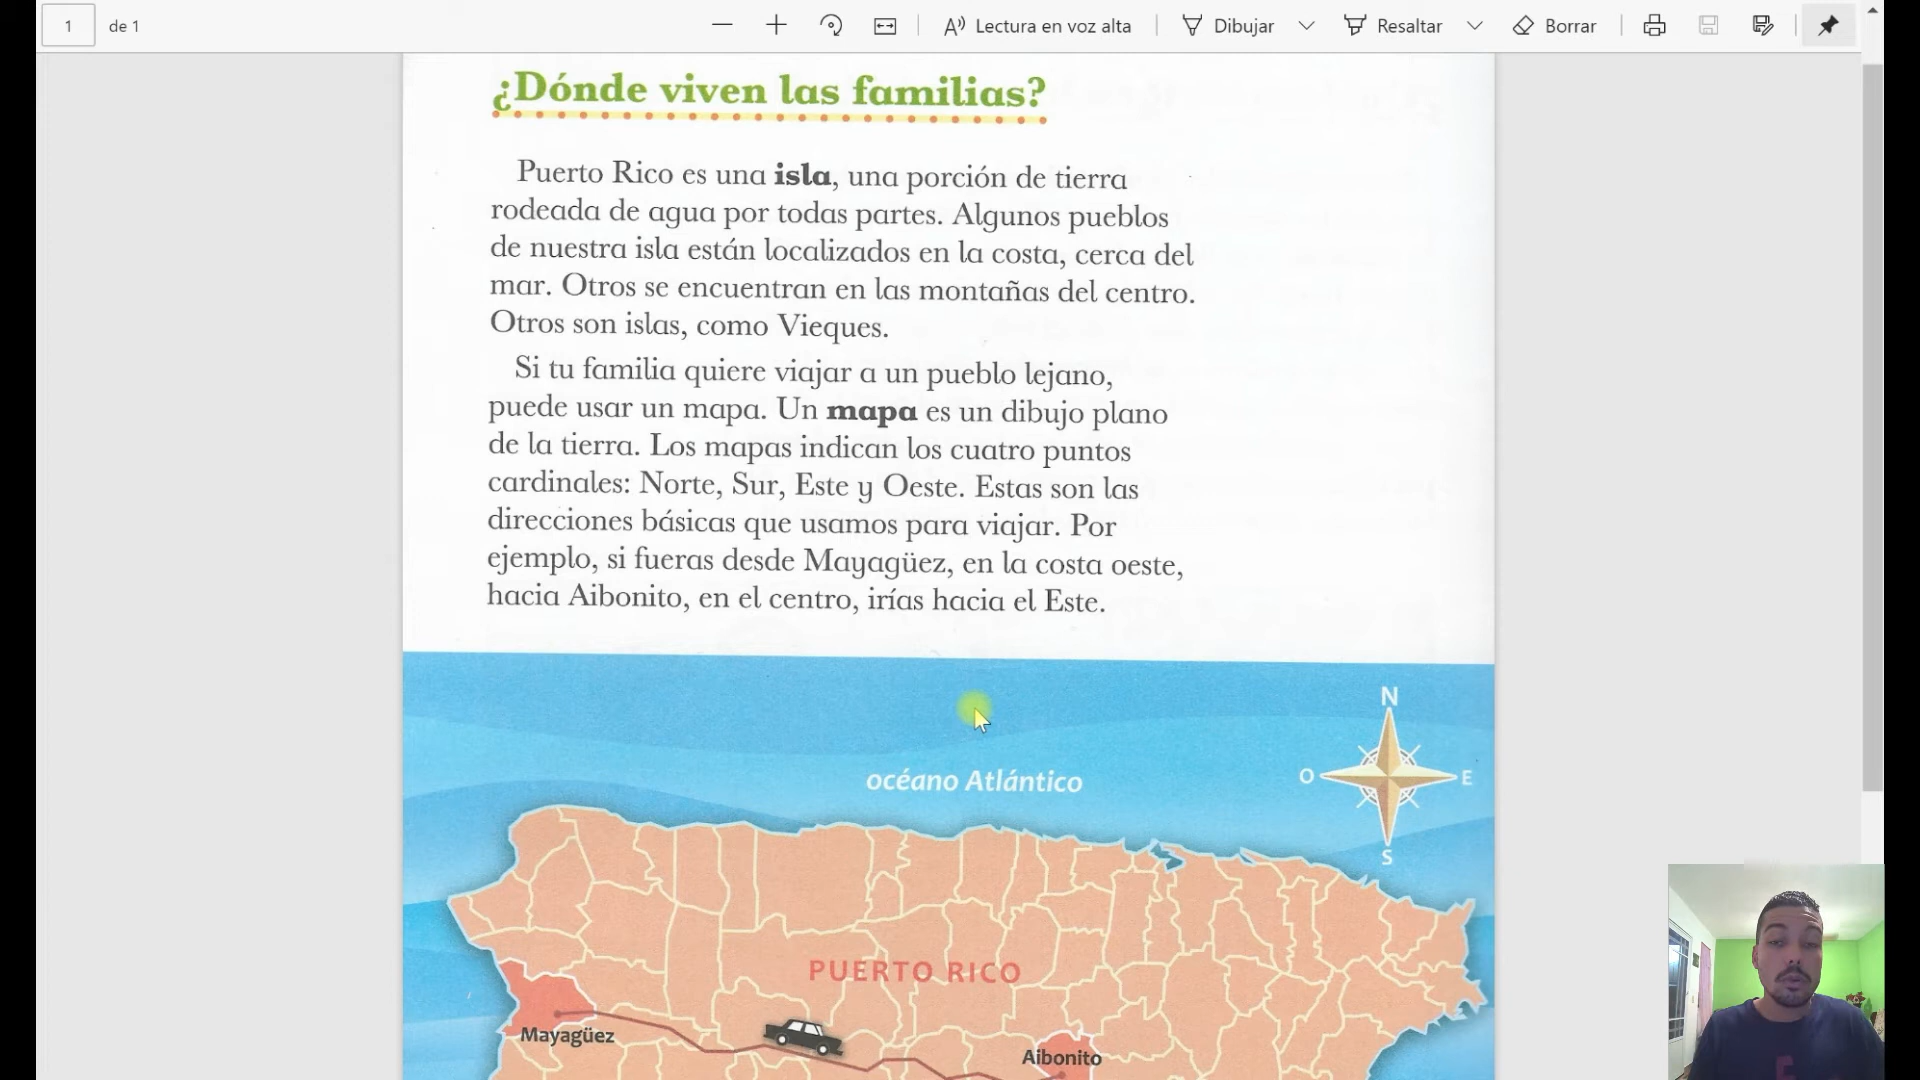 1
de 1
Lectura en voz alta
Dibujar
Resaltar
Borrar
¿Dónde viven las familias?
Puerto Rico es una isla, una porción de tierra
rodeada de agua por todas partes. Algunos pueblos
de nuestra isla están localizados en la costa, cerca del
mar. Otros se encuentran en las montañas del centro.
Otros son islas, como Vieques.
Si tu familia quiere viajar a un pueblo lejano,
puede usar un mapa. Un mapa es un dibujo plano
de la tierra. Los mapas indican los cuatro puntos
cardinales: Norte, Sur, Este y Oeste. Estas son las
direcciones básicas que usamos para viajar. Por
ejemplo, si fueras desde Mayagüez, en la costa oeste,
hacia Aibonito, en el centro, irías hacia el Este.
N
O
E
S
océano Atlántico
PUERTO RICO
Mayagüez
Aibonito